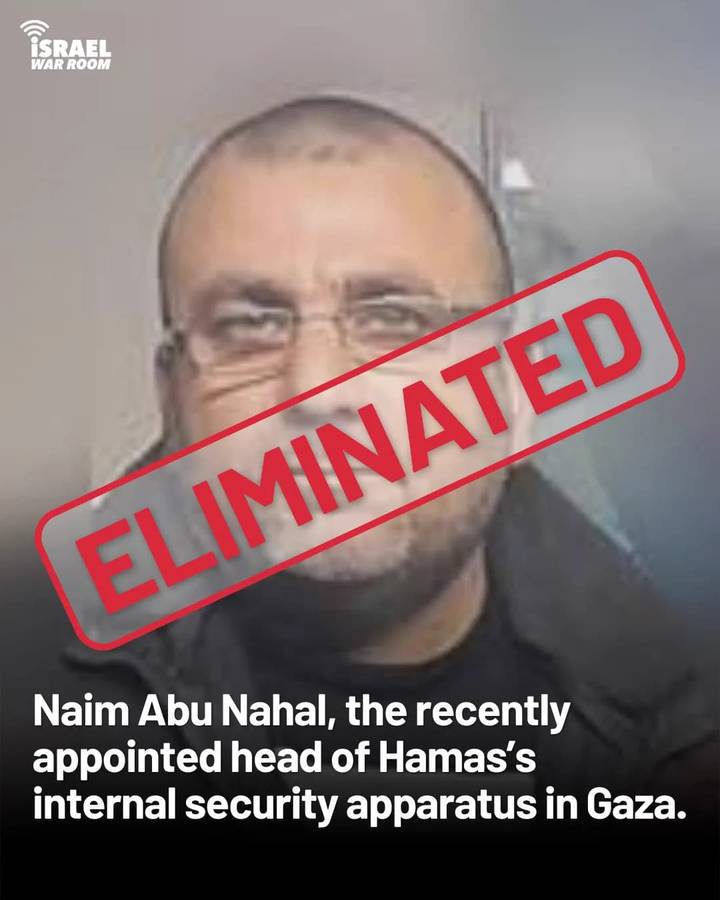 iSRAEL
WAR ROOM
ELIMINATED
Naim Abu Nahal, the recently
appointed head of Hamas’s
internal security apparatus in Gaza.